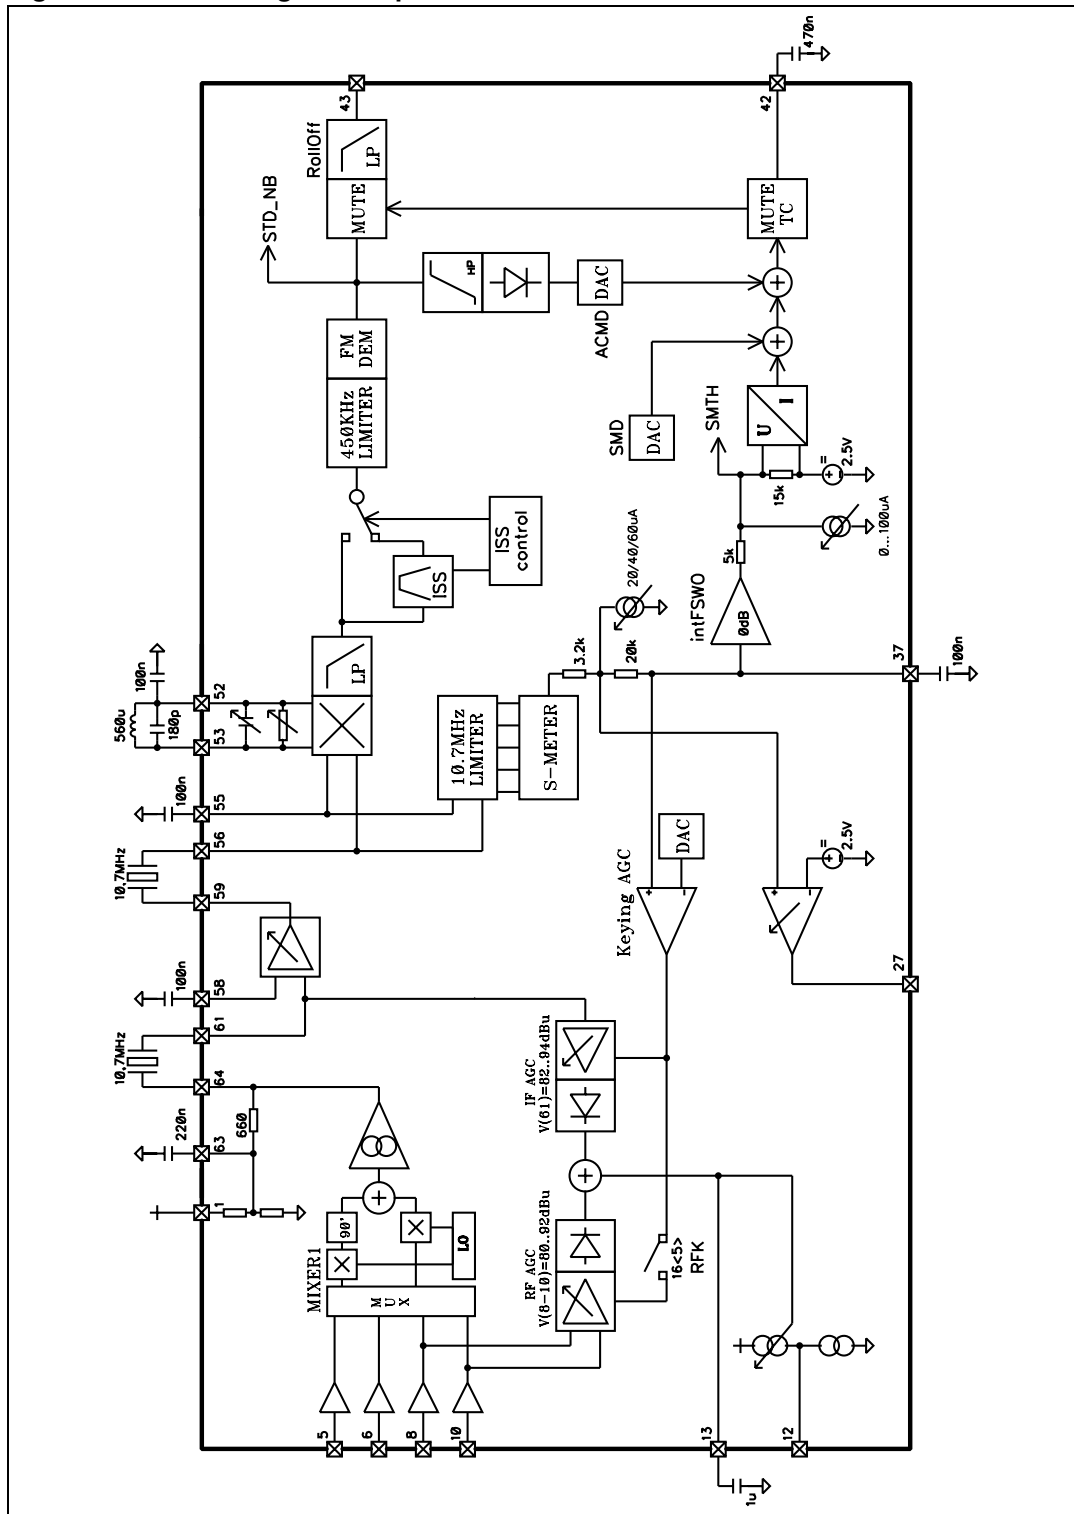 470n
43
42
RollOff
LP
MUTE
STD_NB
MUTE
TC
HP
DAC
ACMD
FM
DEM
450KHz
LIMITER
SMD
DAC
SMTH
U
I
15k
=
2.5V
ISS
control
ISS
20/40/60uA
5k
0...100uA
intFSWO
0dB
3.2k
20k
37
100n
100n
52
560u
180p
53
LP
10.7MHz
LIMITER
S-METER
100n
55
56
10.7MHz
59
DAC
Keying AGC
+
-
=
2.5V
+
-
27
100n
58
61
10.7MHz
64
IF AGC
V(61)=82..94dBu
220n
63
660
1
90'
LO
MIXER1
M
U
X
RF AGC
V(8-10)=80..92dBu
16<5>
RFK
5
6
8
10
13
12
1u